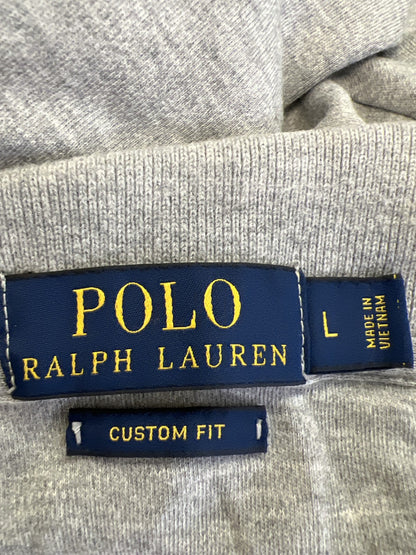 POLO
RALPH LAUREN
L
MADE IN
VIETNAM
CUSTOM FIT